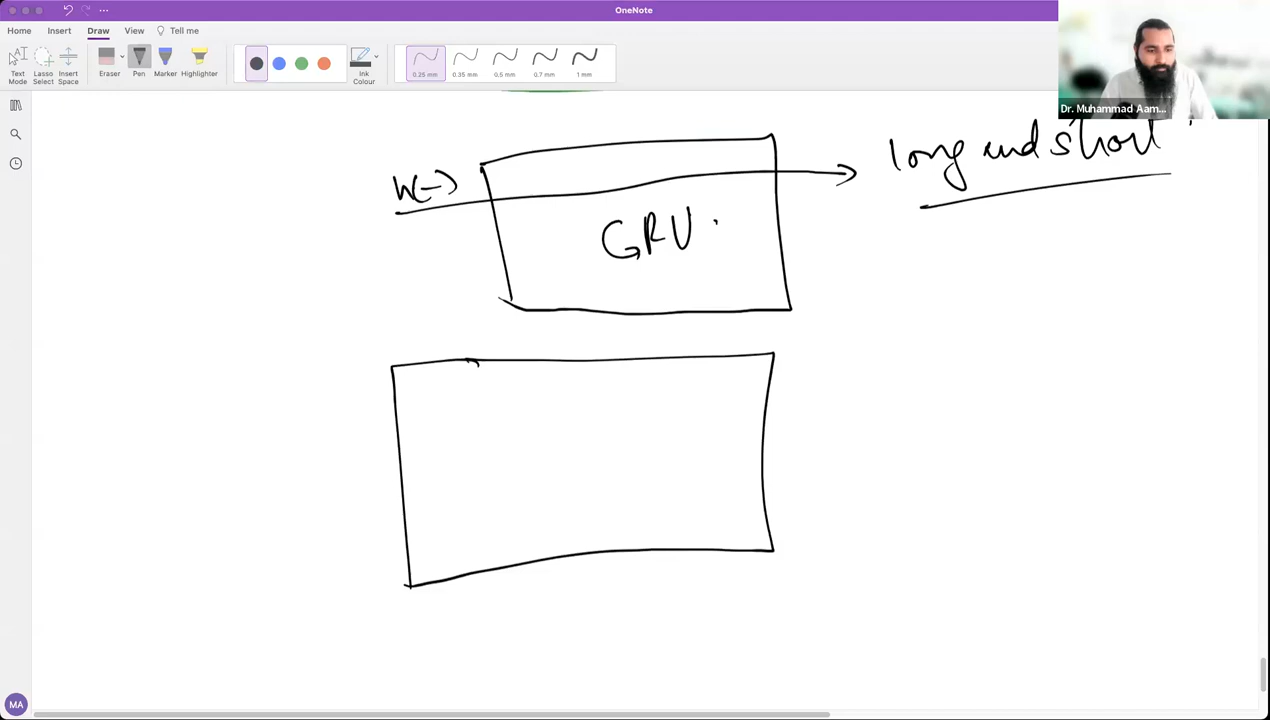 OneNote
Home Insert Draw View Tell me
Text Mode
Lasso Select
Insert Space
Eraser
Pen
Marker
Highlighter
Ink Colour
0.25 mm
0.35 mm
0.5 mm
0.7 mm
1 mm
Dr. Muhammad Aam...
long and short
GRU
MA